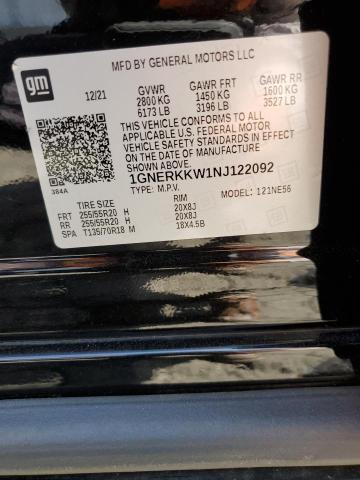 gm
MFD BY GENERAL MOTORS LLC
12/21 GVWR GAWR FRT GAWR RR
2800 KG 1450 KG 1600 KG
6173 LB 3196 LB 3527 LB
THIS VEHICLE CONFORMS TO ALL
APPLICABLE U.S. FEDERAL MOTOR
VEHICLE SAFETY STANDARDS IN
EFFECT ON THE DATE OF MANUFACTURE
SHOWN ABOVE.
384A
1GNERKKW1NJ122092
TYPE: M.P.V. MODEL: 121NE56
TIRE SIZE RIM
FRT 255/55R20 H 20X8J
RR 255/55R20 H 20X8J
SPA T135/70R18 M 18X4.5B